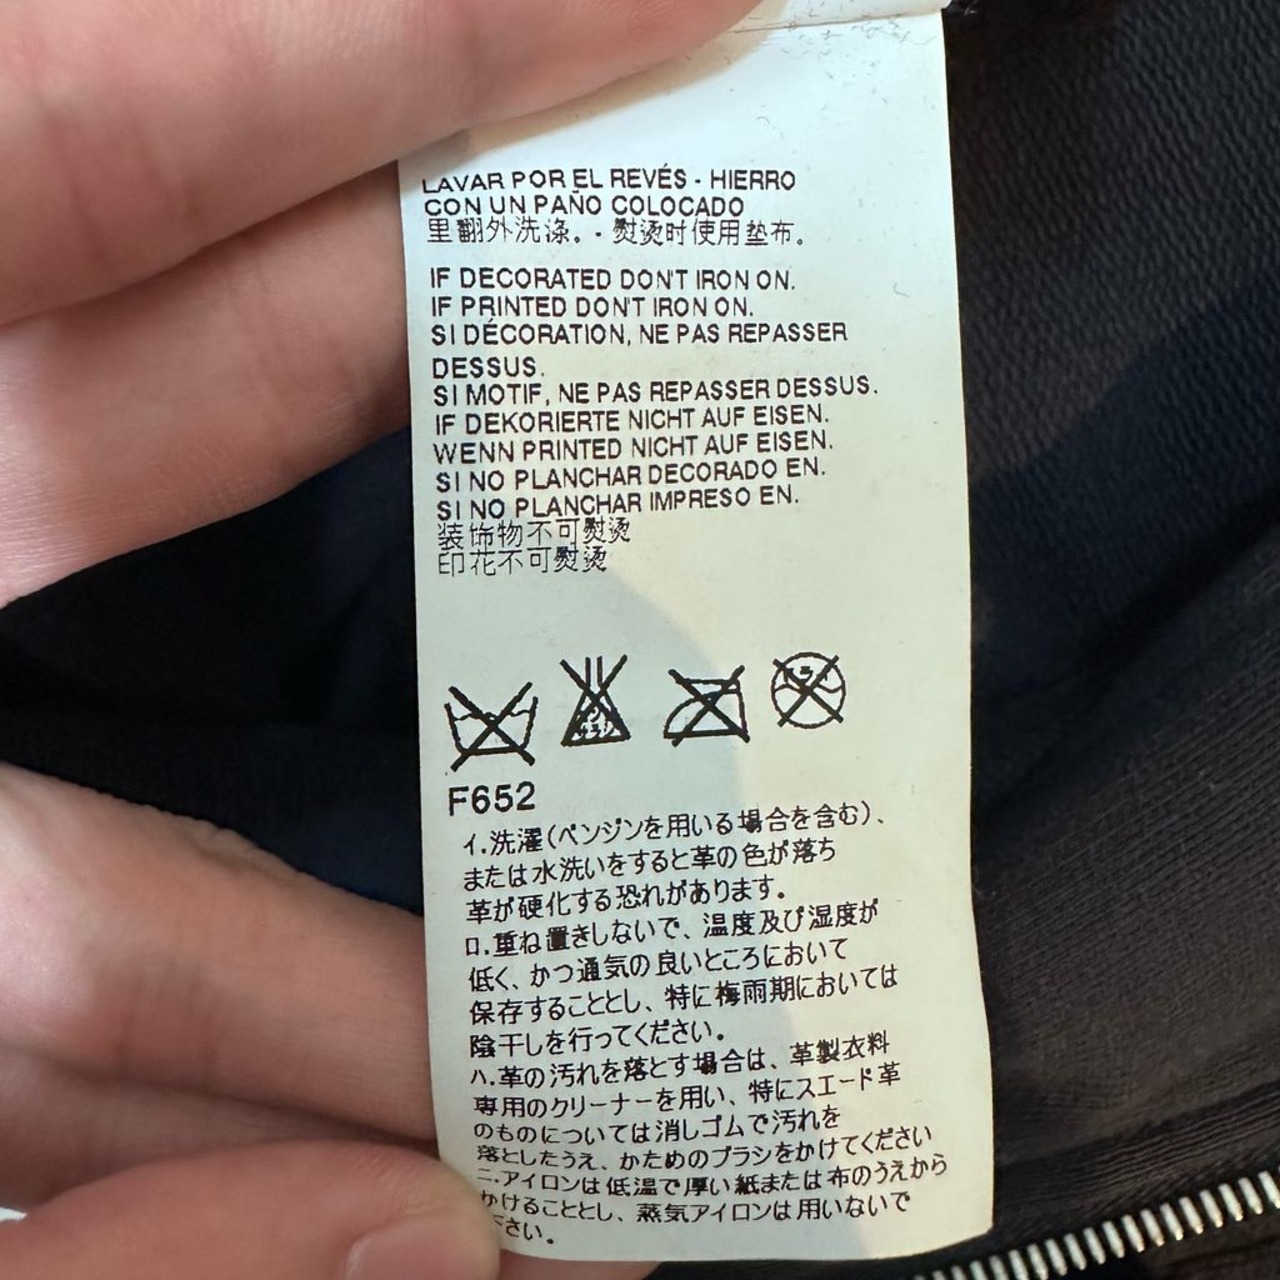 LAVAR POR EL REVÉS - HIERRO
CON UN PAÑO COLOCADO
里翻外洗涤。- 熨烫时使用垫布。
IF DECORATED DON'T IRON ON.
IF PRINTED DON'T IRON ON.
SI DÉCORATION, NE PAS REPASSER
DESSUS.
SI MOTIF, NE PAS REPASSER DESSUS.
IF DEKORIERTE NICHT AUF EISEN.
WENN PRINTED NICHT AUF EISEN.
SI NO PLANCHAR DECORADO EN.
SI NO PLANCHAR IMPRESO EN.
装饰物不可熨烫
印花不可熨烫
F652
イ.洗濯(ベンジンを用いる場合を含む)、
または水洗いをすると革の色が落ち
革が硬化する恐れがあります。
ロ.重ね置きしないで、温度及び湿度が
低く、かつ通気の良いところにおいて
保存することとし、特に梅雨期においては
陰干しを行ってください。
ハ.革の汚れを落とす場合は、革製衣料
専用のクリーナーを用い、特にスエード革
のものについては消しゴムで汚れを
落としたうえ、かためのブラシをかけてください
ニ.アイロンは低温で厚い紙または布のうえから
かけることとし、蒸気アイロンは用いないで
ださい。